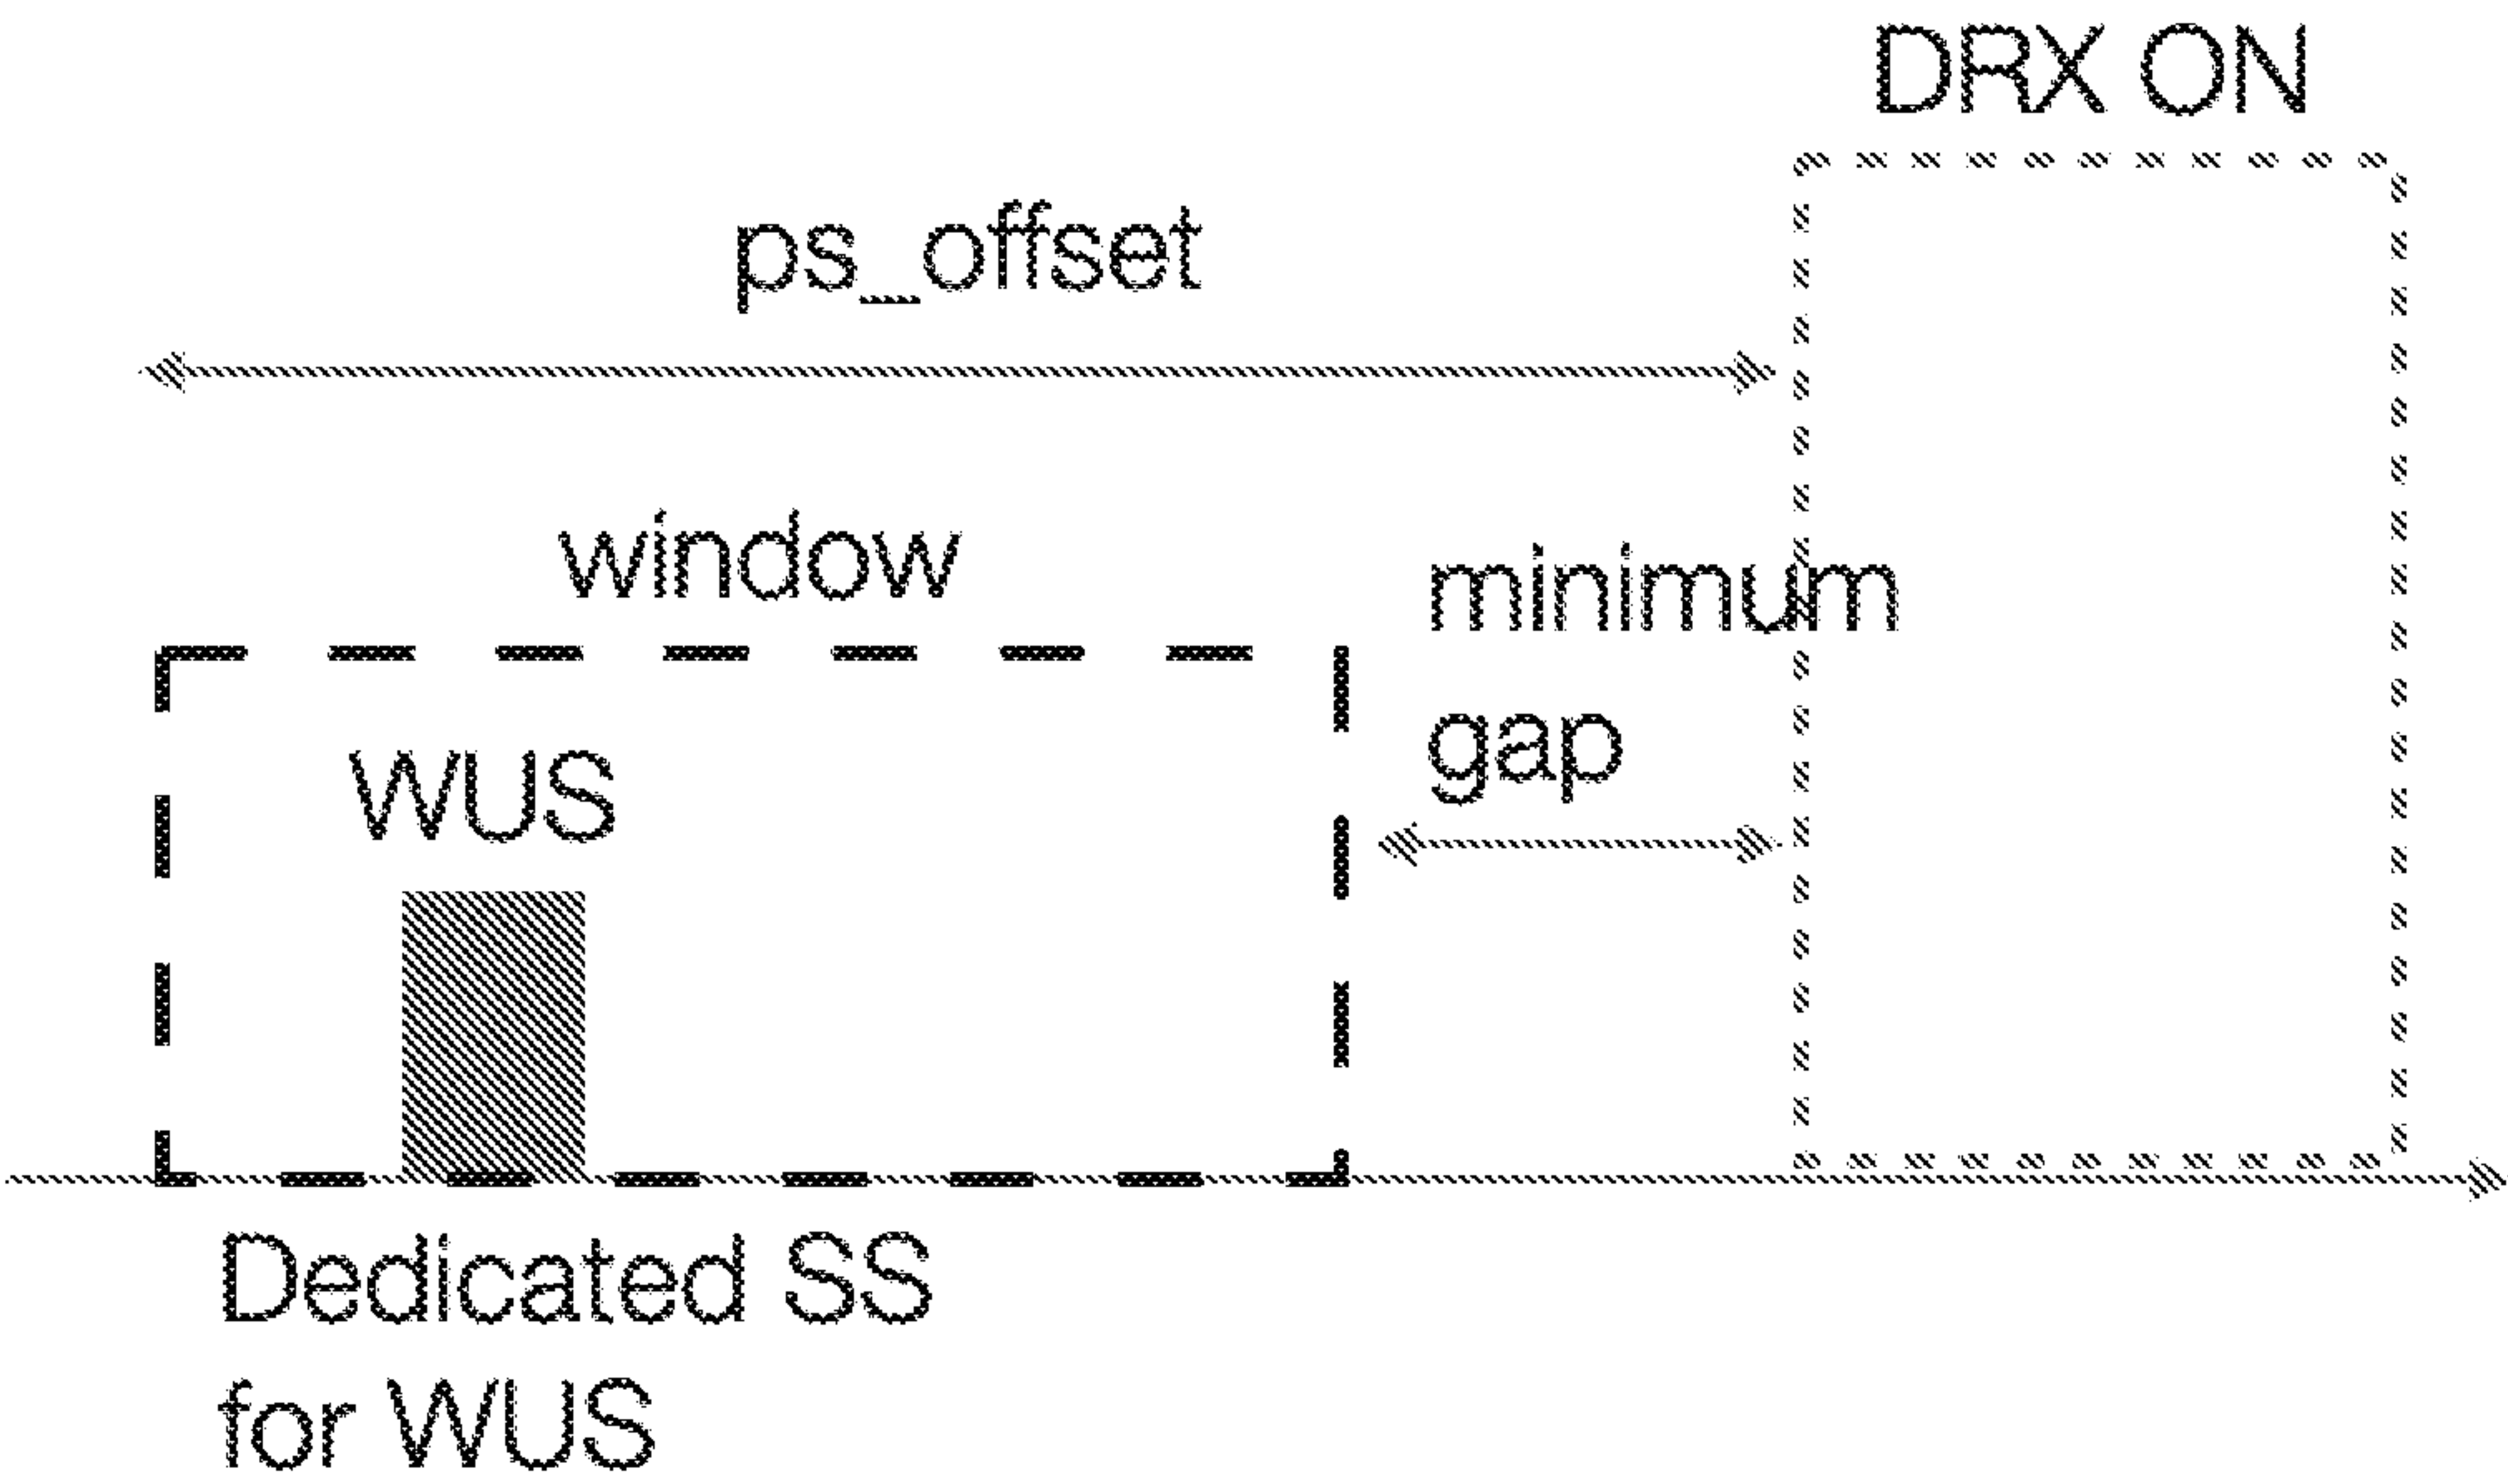 DRX ON
ps_offset
window
minimum
gap
WUS
Dedicated SS
for WUS